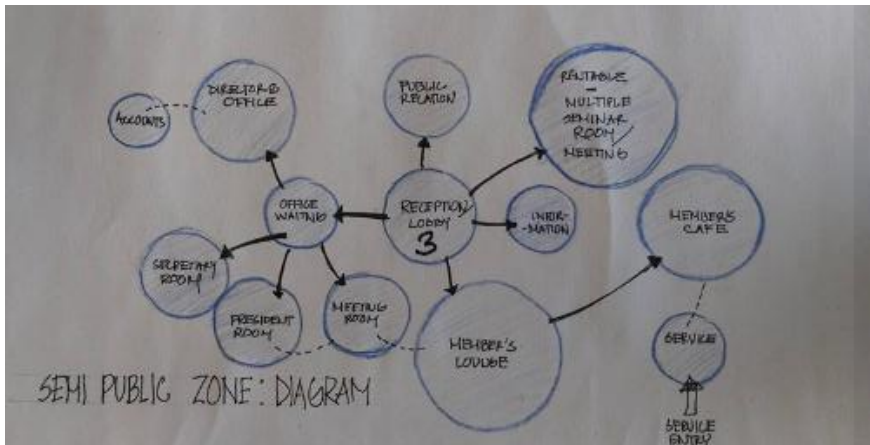 DIRECTOR'S
OFFICE
ACCOUNTS
PUBLIC
RELATION
RENTABLE
-
MULTIPLE
SEMINAR
ROOM/
MEETING
OFFICE
WAITING
RECEPTION/
LOBBY
3
INFOR-
MATION
MEMBER'S
CAFE
SECRETARY
ROOM
PRESIDENT
ROOM
MEETING
ROOM
MEMBER'S
LOUNGE
SERVICE
SERVICE
ENTRY
SEMI PUBLIC ZONE: DIAGRAM